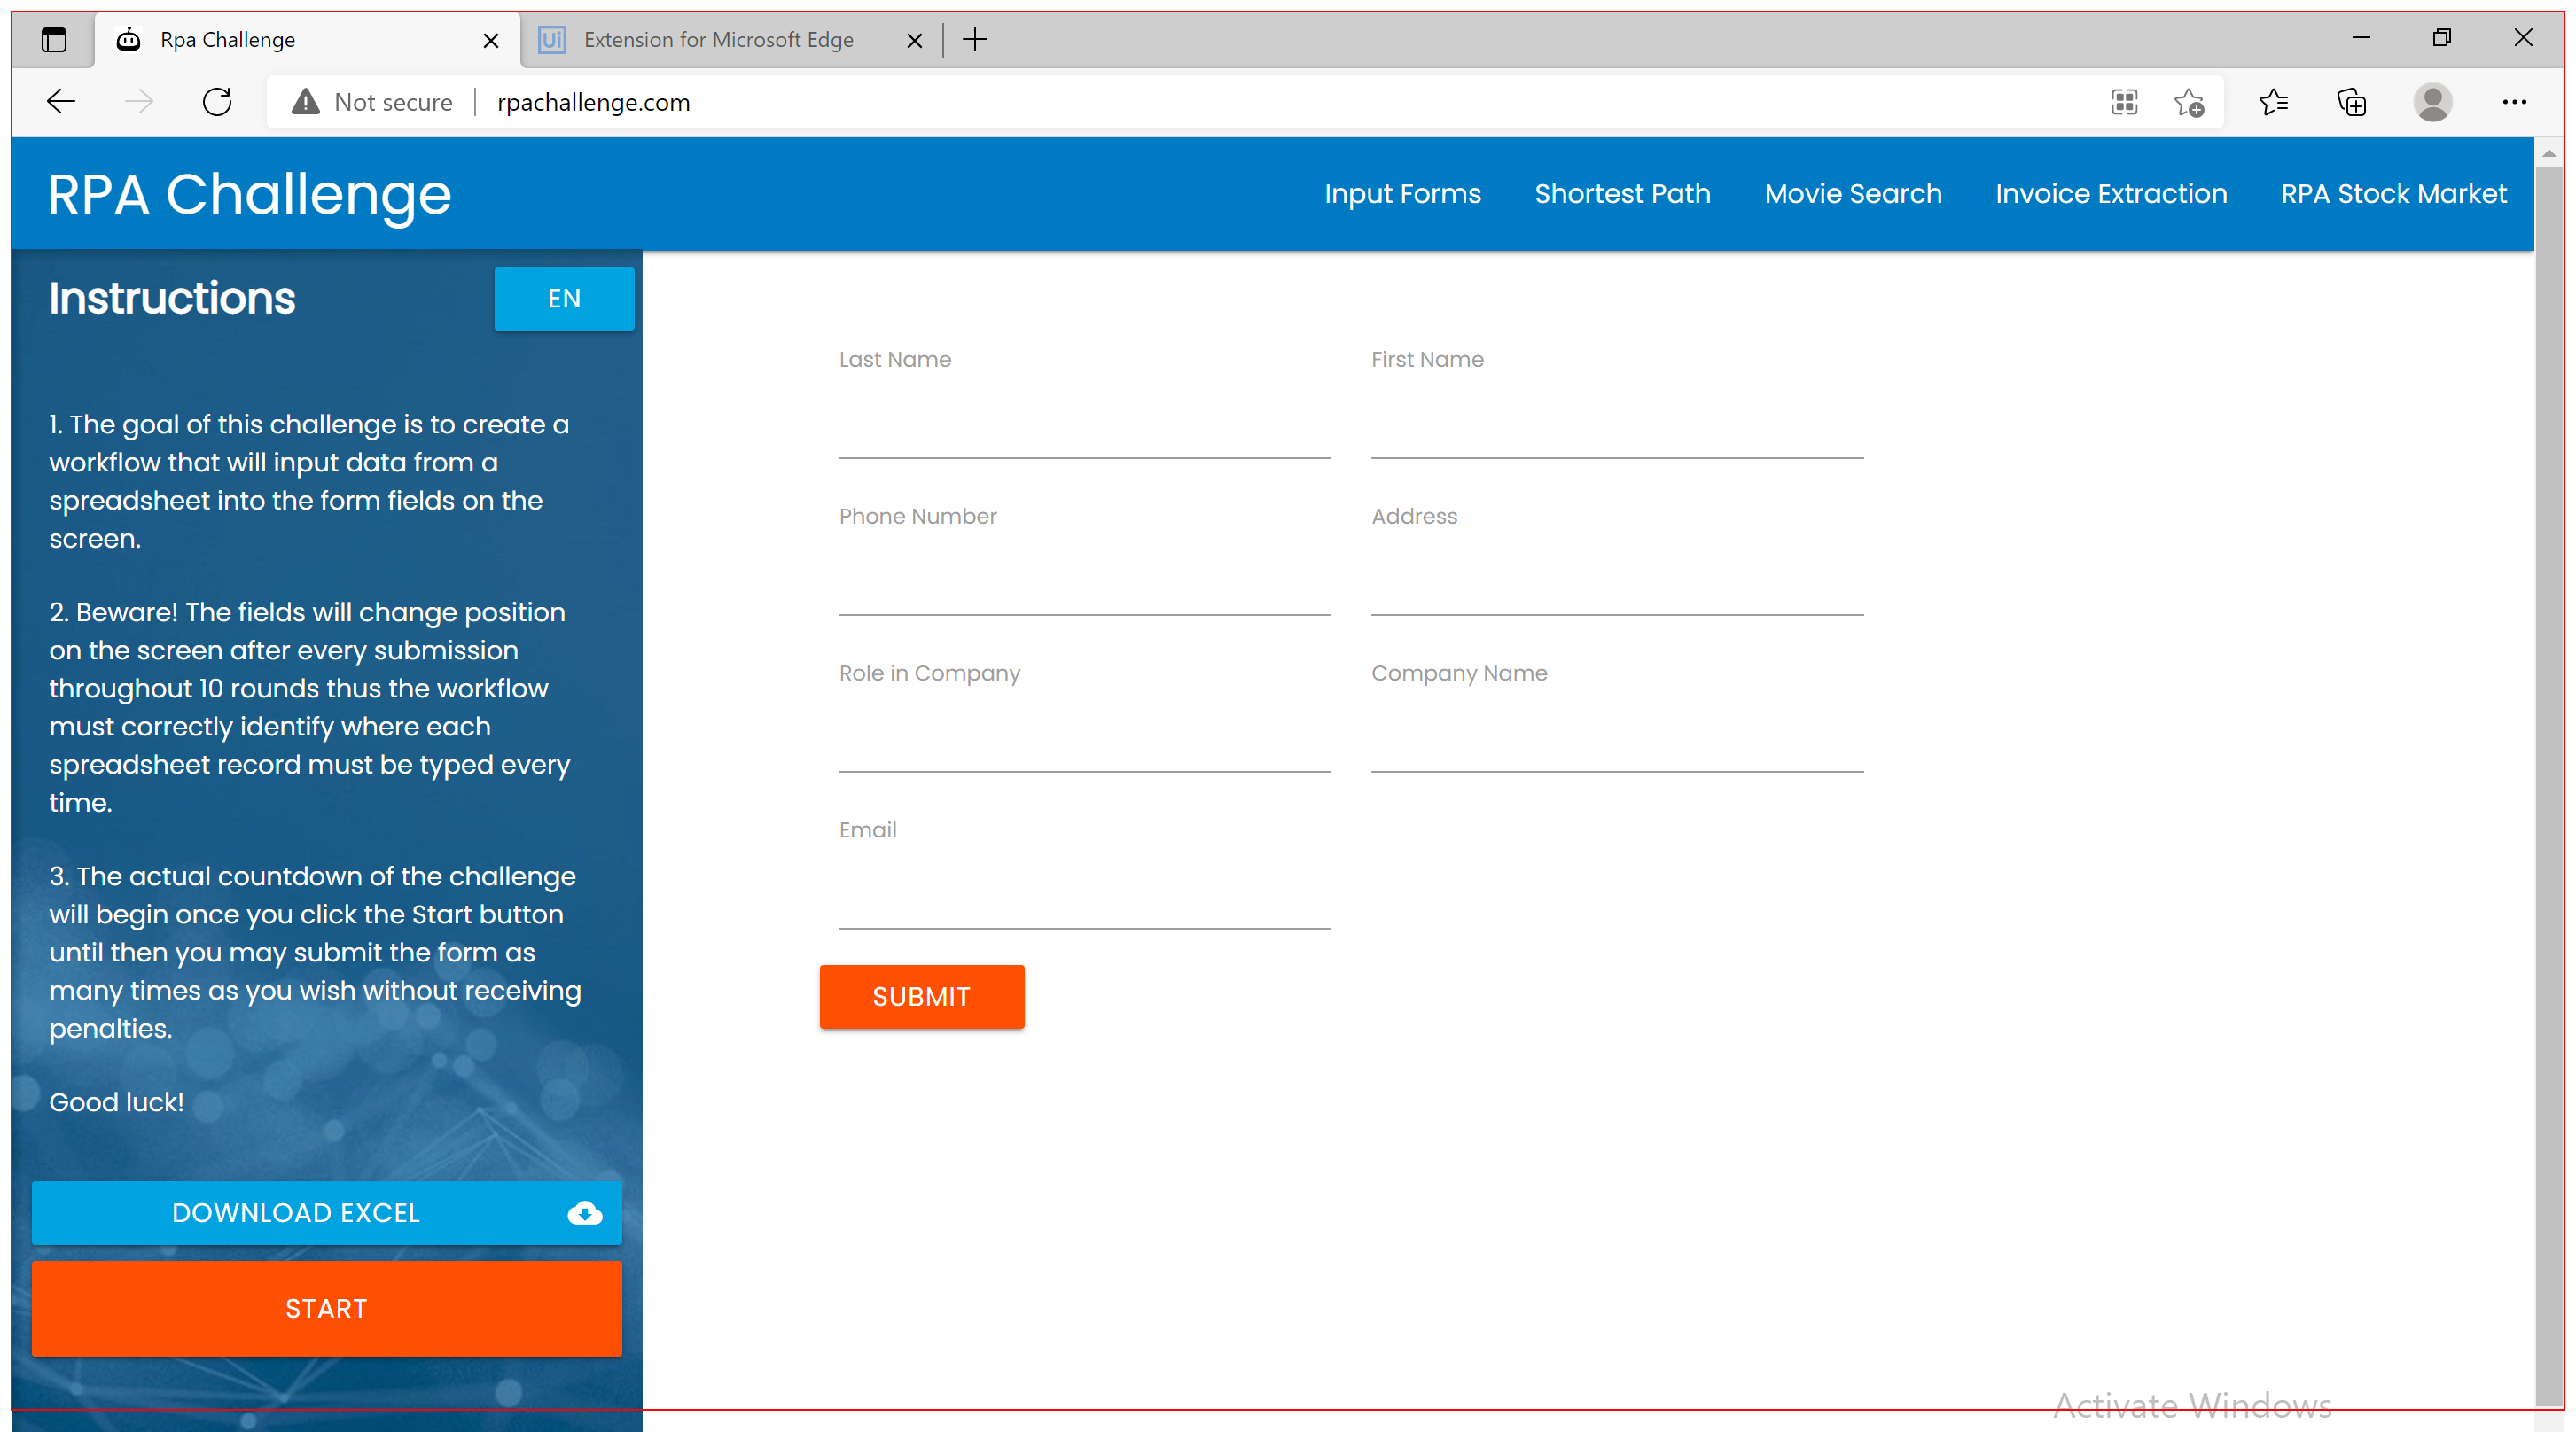 Rpa Challenge
Ui Extension for Microsoft Edge
Not secure rpachallenge.com
RPA Challenge
Input Forms Shortest Path Movie Search Invoice Extraction RPA Stock Market
Instructions
EN
1. The goal of this challenge is to create a
workflow that will input data from a
spreadsheet into the form fields on the
screen.
2. Beware! The fields will change position
on the screen after every submission
throughout 10 rounds thus the workflow
must correctly identify where each
spreadsheet record must be typed every
time.
3. The actual countdown of the challenge
will begin once you click the Start button
until then you may submit the form as
many times as you wish without receiving
penalties.
Good luck!
DOWNLOAD EXCEL
START
Last Name First Name
Phone Number Address
Role in Company Company Name
Email
SUBMIT
Activate Windows